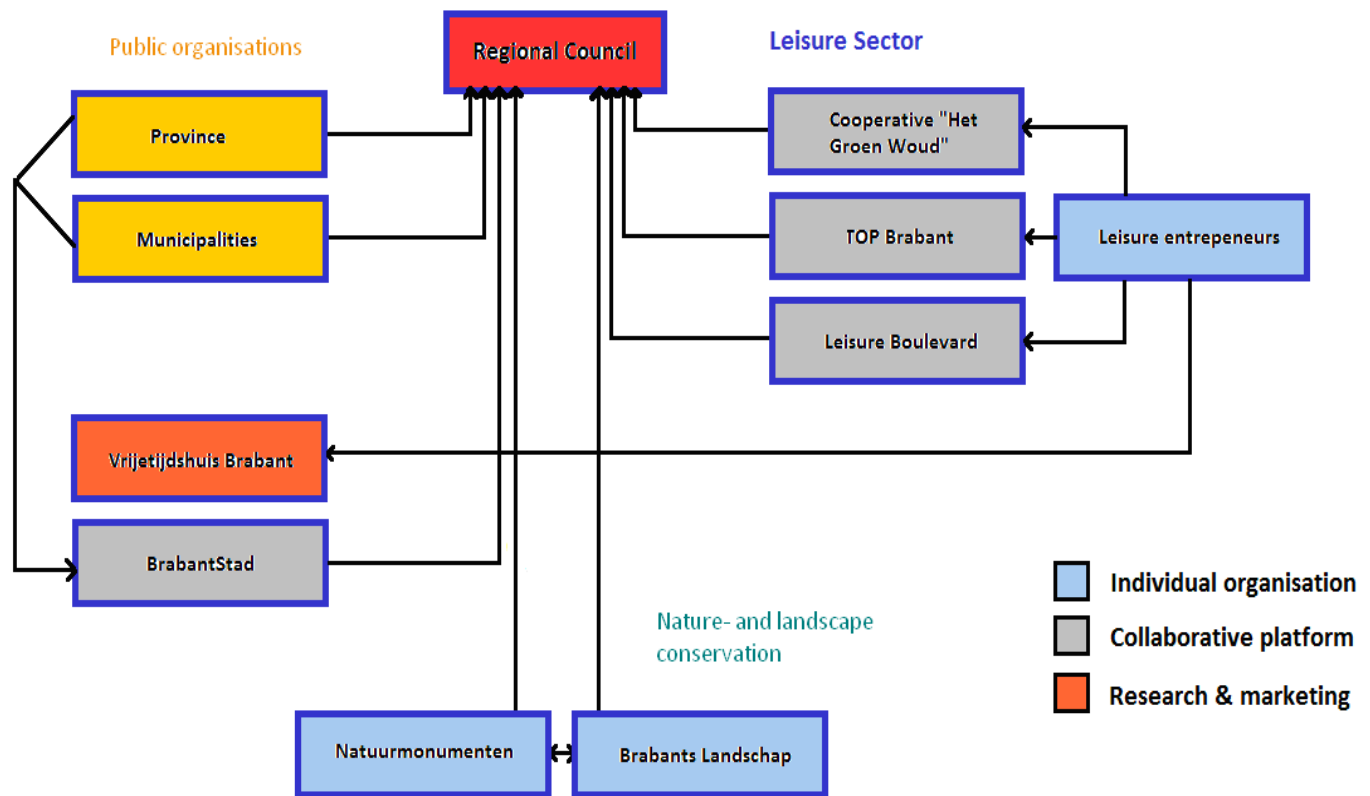 Public organisations
Regional Council
Leisure Sector
Province
Municipalities
Cooperative "Het
Groen Woud"
TOP Brabant
Leisure entrepeneurs
Leisure Boulevard
Vrijetijdshuis Brabant
BrabantStad
Nature- and landscape
conservation
Natuurmonumenten
Brabants Landschap
Individual organisation
Collaborative platform
Research & marketing